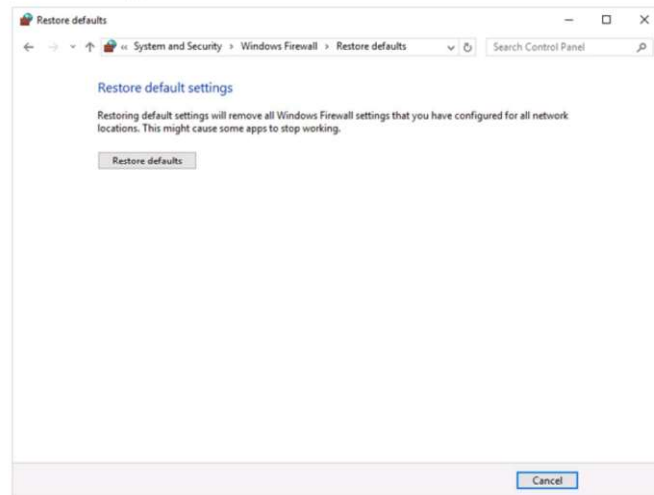 Restore defaults
« System and Security › Windows Firewall › Restore defaults
Search Control Panel
Restore default settings
Restoring default settings will remove all Windows Firewall settings that you have configured for all network
locations. This might cause some apps to stop working.
Restore defaults
Cancel